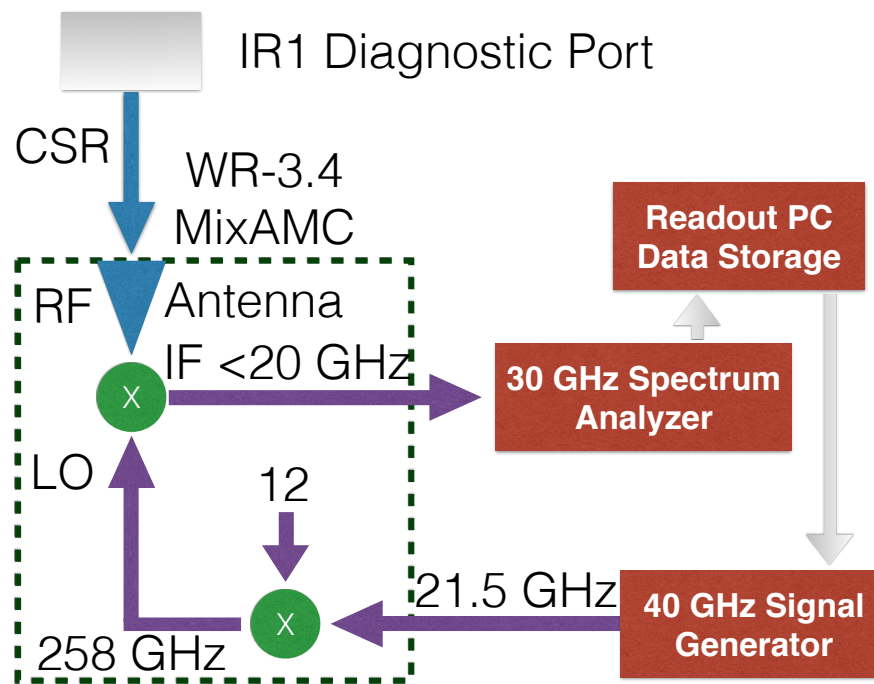 IR1 Diagnostic Port
CSR
WR-3.4
MixAMC
Readout PC
Data Storage
RF
Antenna
IF <20 GHz
X
30 GHz Spectrum
Analyzer
LO
12
21.5 GHz
X
40 GHz Signal
Generator
258 GHz